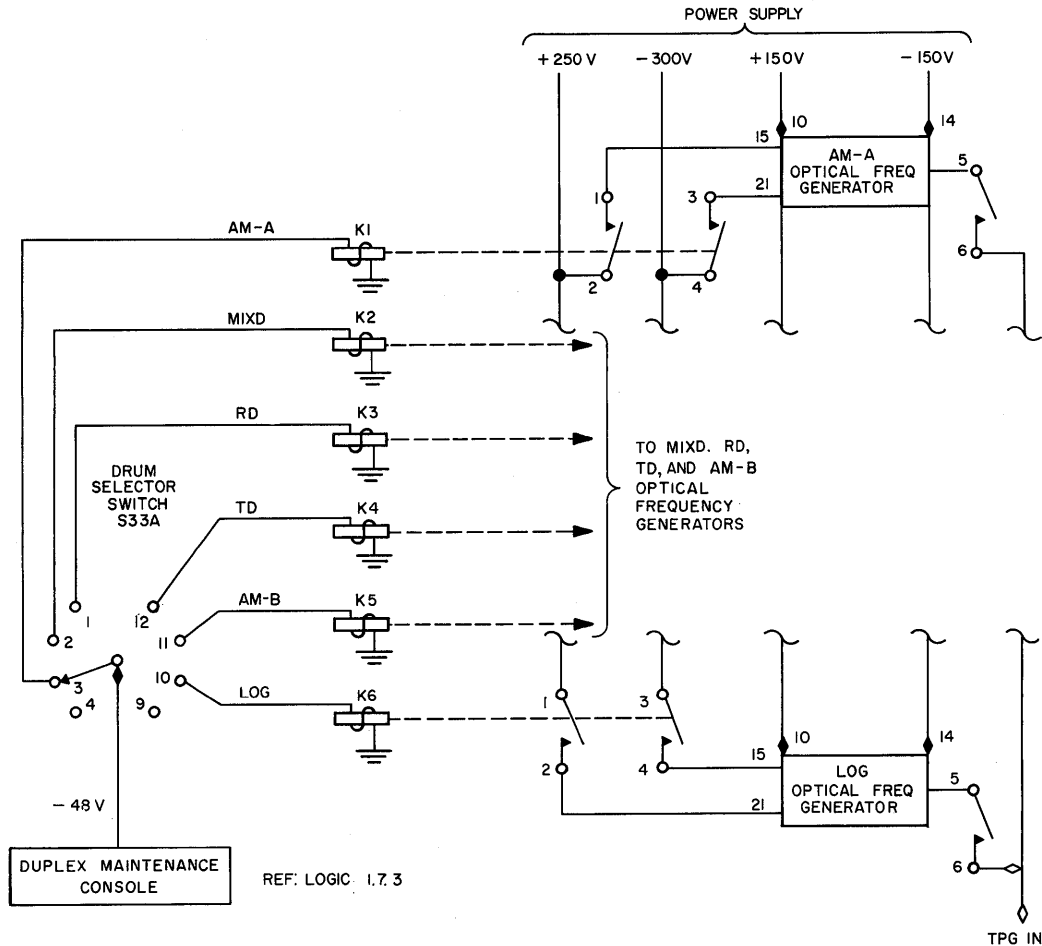 POWER SUPPLY
+250V
-300V
+150V
-150V
10
14
15
AM-A
OPTICAL FREQ
GENERATOR
5
21
1
3
6
2
4
AM-A
K1
MIXD
K2
RD
K3
TO MIXD. RD,
TD, AND AM-B
OPTICAL
FREQUENCY
GENERATORS
DRUM
SELECTOR
SWITCH
S33A
TD
K4
AM-B
K5
1
12
2
11
3
10
4
9
LOG
K6
1
3
2
4
10
14
15
LOG
OPTICAL FREQ
GENERATOR
5
21
6
-48V
DUPLEX MAINTENANCE
CONSOLE
REF: LOGIC 1.7.3
TPG IN